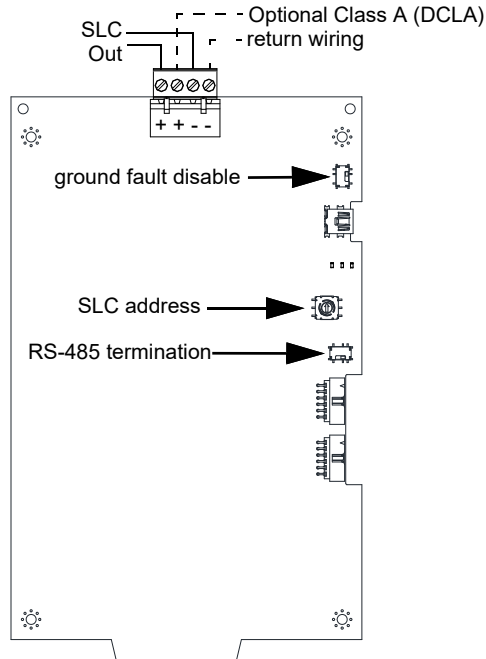 Optional Class A (DCLA)
SLC
Out
return wiring
+ + - -
ground fault disable
SLC address
RS-485 termination